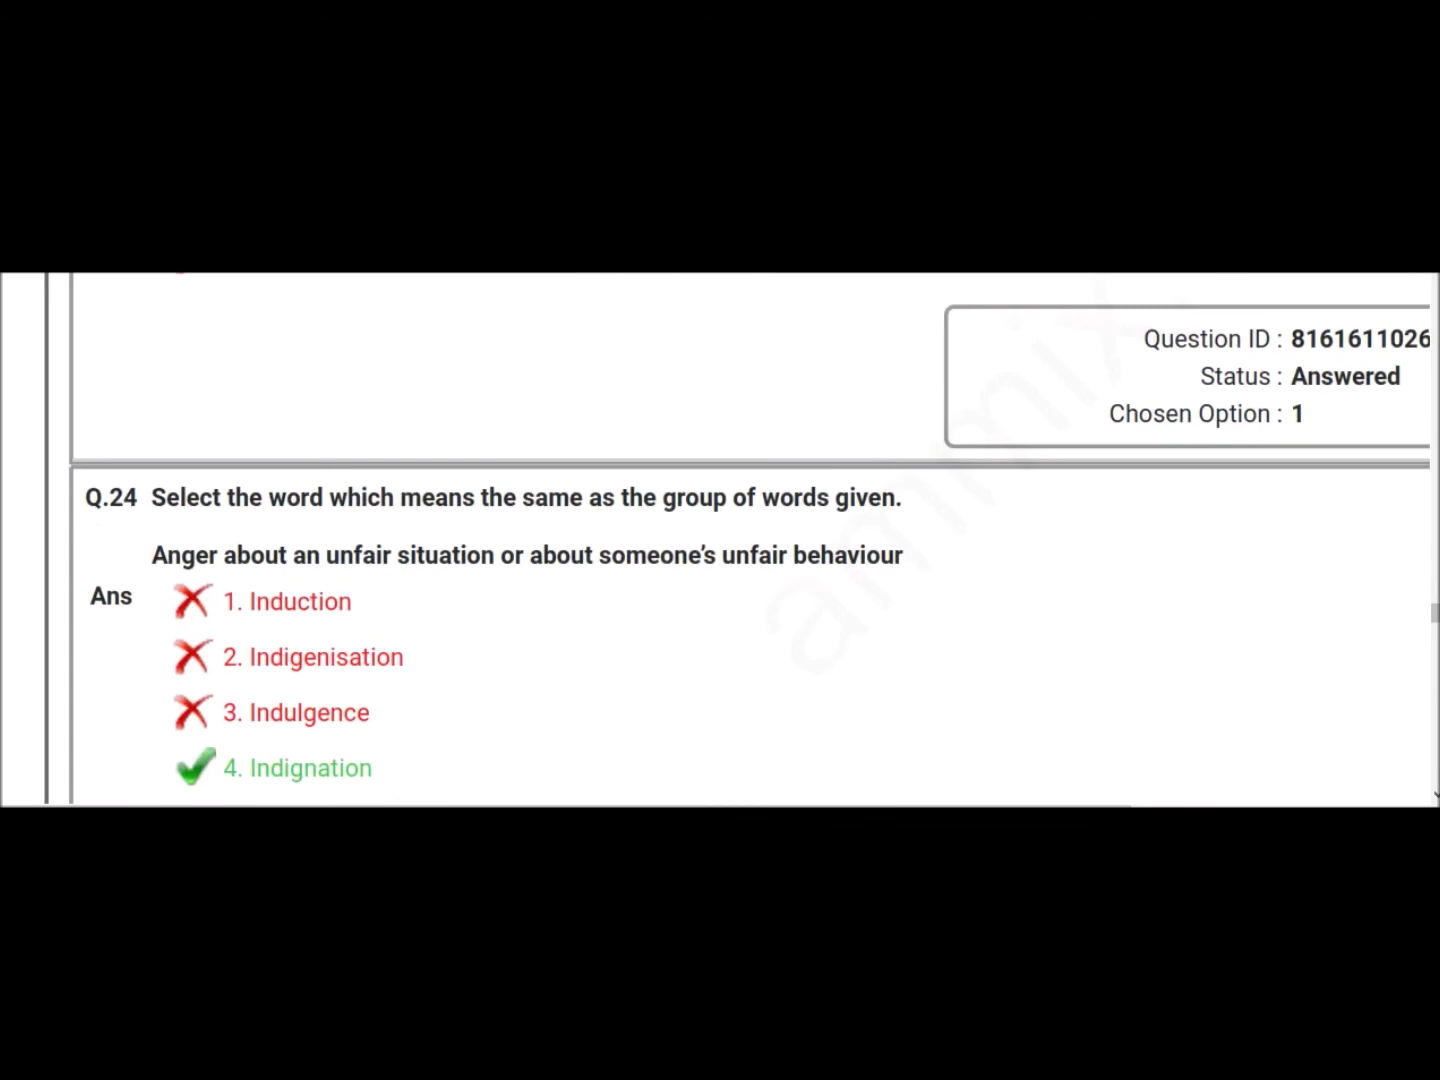 Question ID : 8161611026
Status : Answered
Chosen Option : 1
Q.24 Select the word which means the same as the group of words given.
Anger about an unfair situation or about someone’s unfair behaviour
Ans 1. Induction
2. Indigenisation
3. Indulgence
4. Indignation